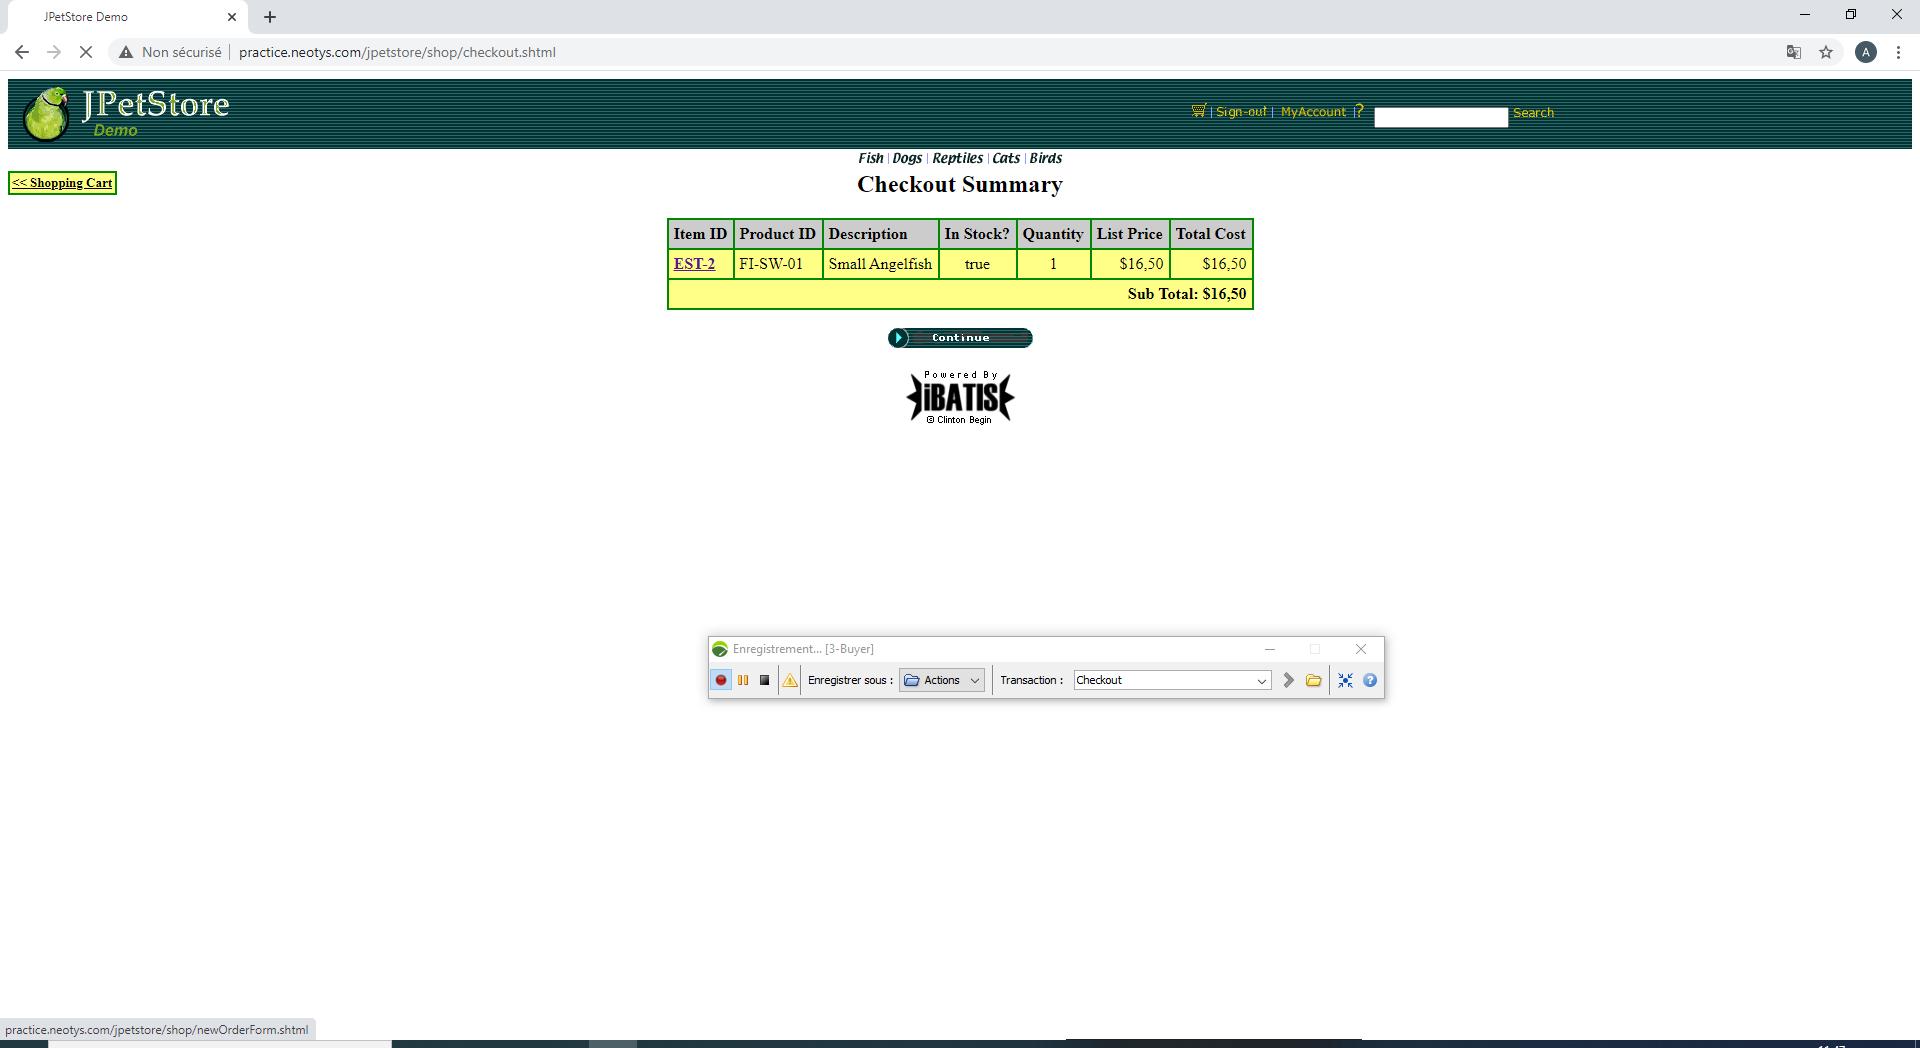 JPetStore Demo
Non sécurisé
practice.neotys.com/jpetstore/shop/checkout.shtml
A
JPetStore
Demo
| Sign-out | MyAccount | ? Search
Fish | Dogs | Reptiles | Cats | Birds
<< Shopping Cart
Checkout Summary
Item ID Product ID Description In Stock? Quantity List Price Total Cost
EST-2 FI-SW-01 Small Angelfish true 1 $16,50 $16,50
Sub Total: $16,50
Continue
Powered By
iBATIS
© Clinton Begin
Enregistrement... [3-Buyer]
Enregistrer sous : Actions Transaction : Checkout
practice.neotys.com/jpetstore/shop/newOrderForm.shtml